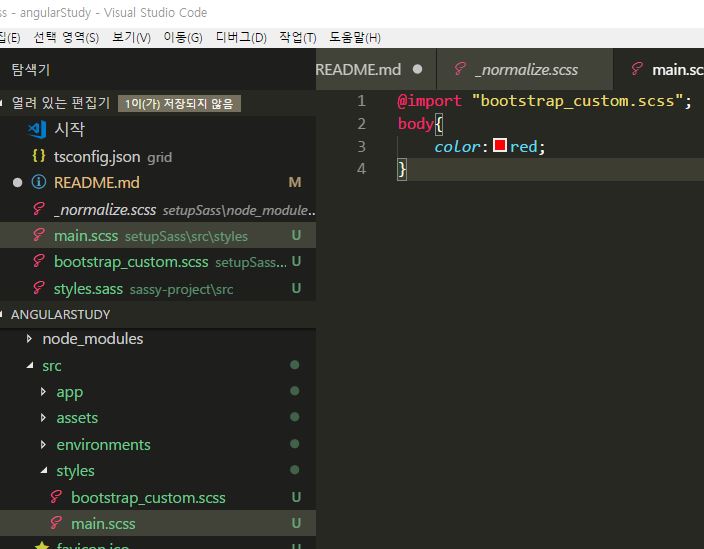 ss - angularStudy - Visual Studio Code
집(E) 선택 영역(S) 보기(V) 이동(G) 디버그(D) 작업(T) 도움말(H)
탐색기
열려 있는 편집기 1이(가) 저장되지 않음
시작
{} tsconfig.json grid
README.md M
_normalize.scss setupSass\node_module...
main.scss setupSass\src\styles U
bootstrap_custom.scss setupSass... U
styles.sass sassy-project\src U
ANGULARSTUDY
node_modules
src
app
assets
environments
styles
bootstrap_custom.scss U
main.scss U
favicon.ico
README.md
_normalize.scss
main.sc
1 @import "bootstrap_custom.scss";
2 body{
3 color: red;
4 }